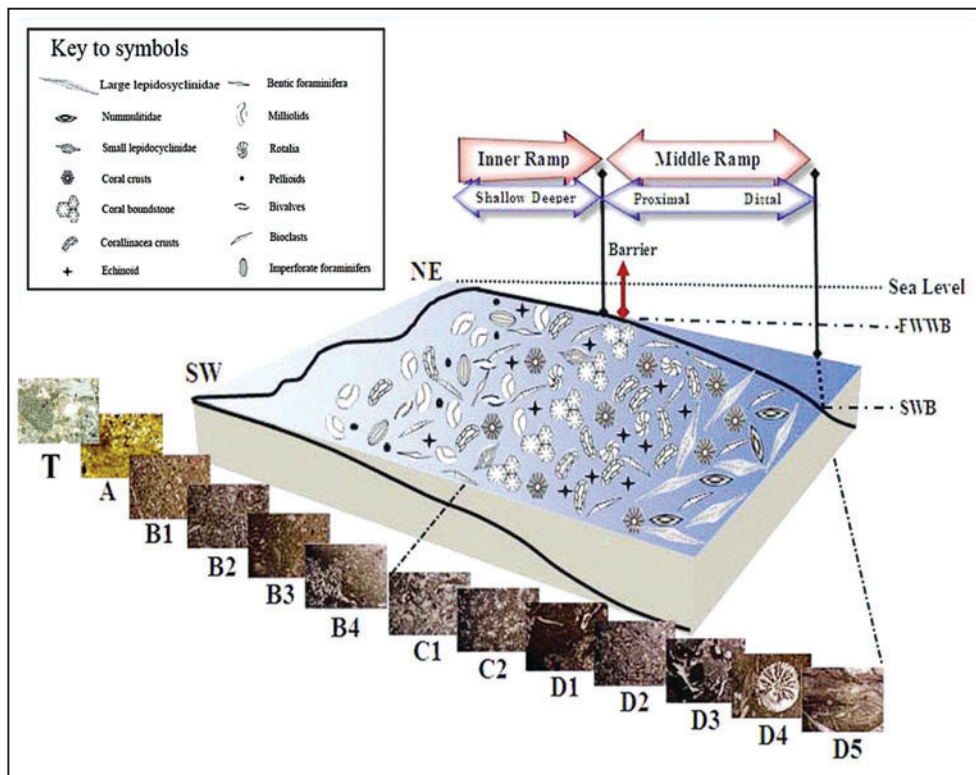 Key to symbols
Large lepidosyclinidae
Nummulitidae
Small lepidocyclinidae
Coral crusts
Coral boundstone
Corallinacea crusts
Echinoid
Bentic foraminifera
Milliolids
Rotalia
Pellioids
Bivalves
Bioclasts
Imperforate foraminifers
Inner Ramp
Middle Ramp
Shallow Deeper
Proximal Distal
Barrier
NE
Sea Level
FWWB
SW
SWB
T
A
B1
B2
B3
B4
C1
C2
D1
D2
D3
D4
D5